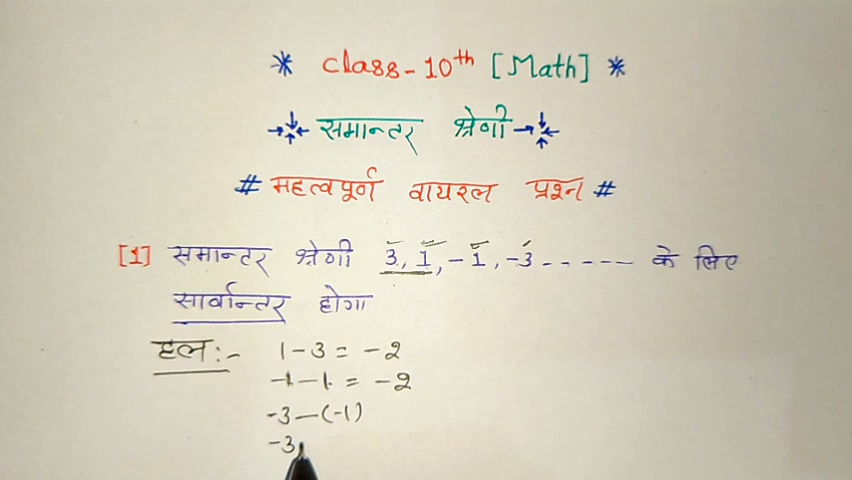 * Class-10th [Math] *
समान्तर श्रेणी
# महत्वपूर्ण वायरल प्रश्न #
[1] समान्तर श्रेणी 3, 1, -1, -3------ के लिए
सार्वान्तर होगा
हल:- 1-3 = -2
-1-1 = -2
-3-(-1)
-3